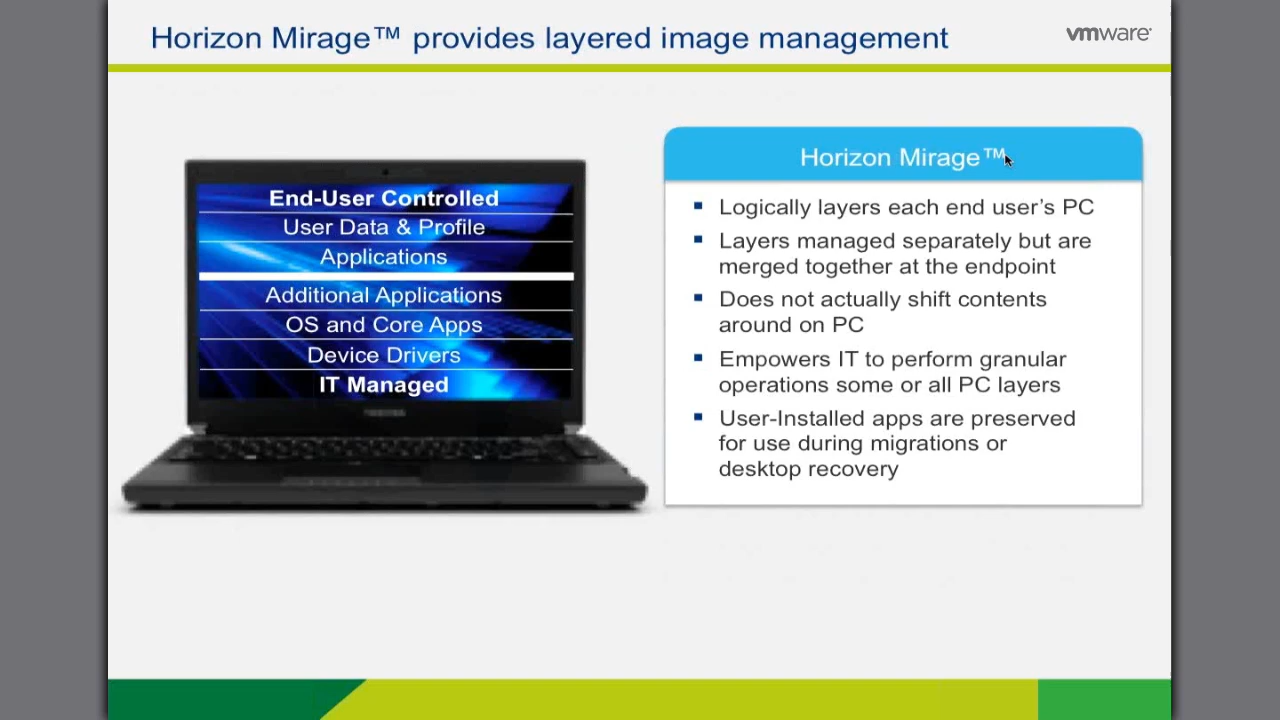 Horizon Mirage™ provides layered image management
vmware
End-User Controlled
User Data & Profile
Applications
Additional Applications
OS and Core Apps
Device Drivers
IT Managed
TOSHIBA
Horizon Mirage™
Logically layers each end user’s PC
Layers managed separately but are
merged together at the endpoint
Does not actually shift contents
around on PC
Empowers IT to perform granular
operations some or all PC layers
User-Installed apps are preserved
for use during migrations or
desktop recovery